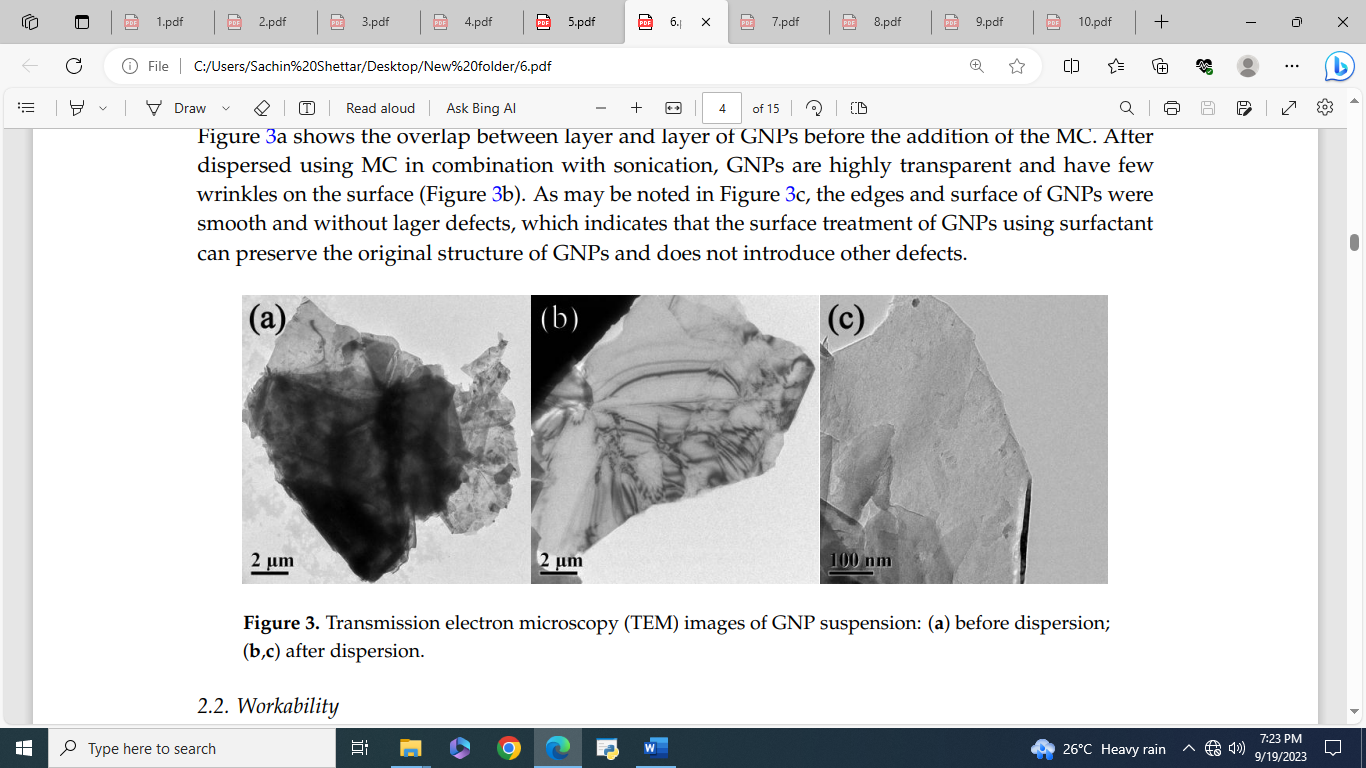 1.pdf 2.pdf 3.pdf 4.pdf 5.pdf 6.p 7.pdf 8.pdf 9.pdf 10.pdf
File C:/Users/Sachin%20Shettar/Desktop/New%20folder/6.pdf
Draw Read aloud Ask Bing AI 4 of 15
Figure 3a shows the overlap between layer and layer of GNPs before the addition of the MC. After
dispersed using MC in combination with sonication, GNPs are highly transparent and have few
wrinkles on the surface (Figure 3b). As may be noted in Figure 3c, the edges and surface of GNPs were
smooth and without lager defects, which indicates that the surface treatment of GNPs using surfactant
can preserve the original structure of GNPs and does not introduce other defects.
(a) (b) (c)
2 μm 2 μm 100 nm
Figure 3. Transmission electron microscopy (TEM) images of GNP suspension: (a) before dispersion;
(b,c) after dispersion.
2.2. Workability
Type here to search
26°C Heavy rain
7:23 PM
9/19/2023